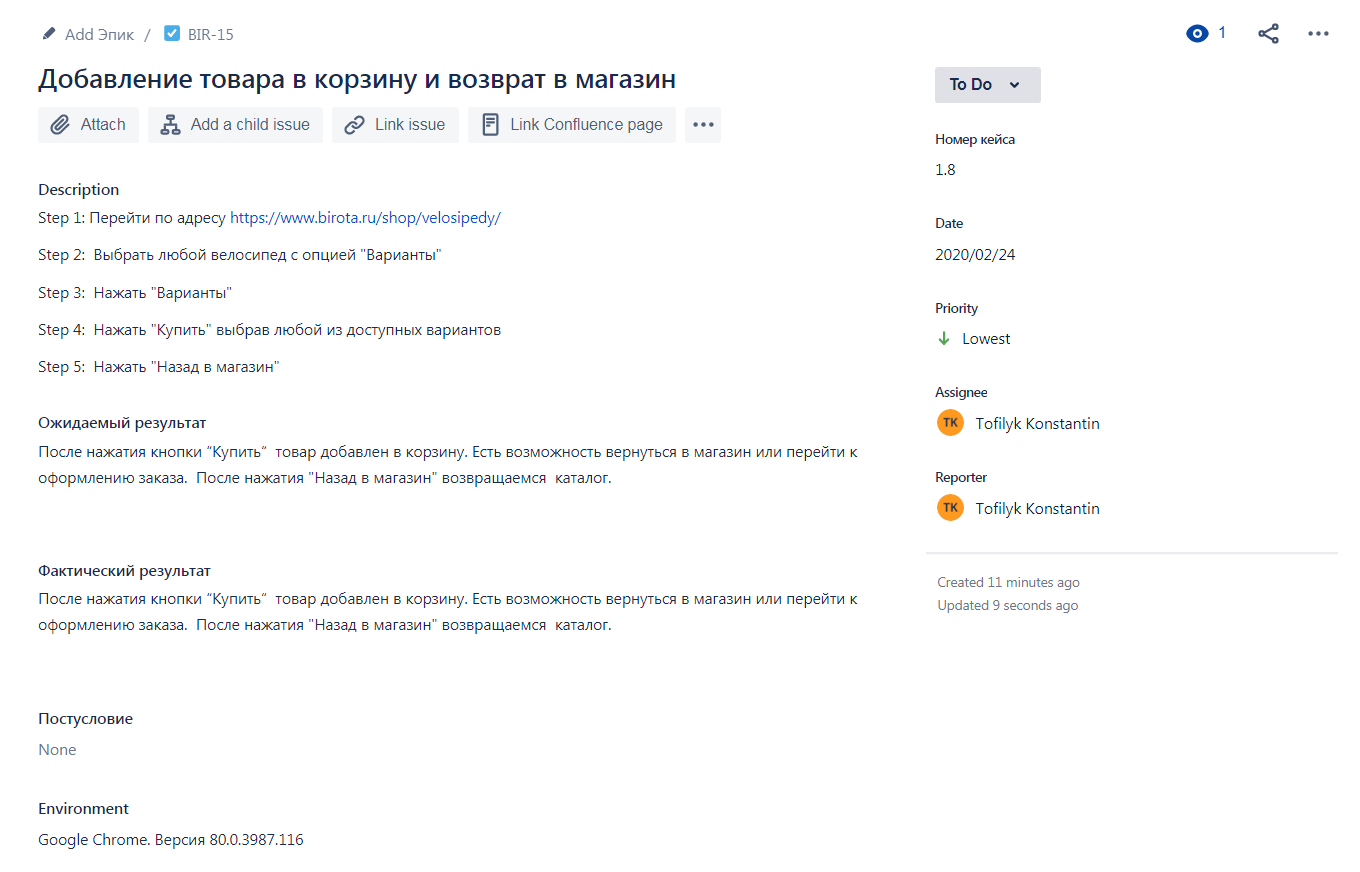 Add Эпик / BIR-15
1
Добавление товара в корзину и возврат в магазин
Attach
Add a child issue
Link issue
Link Confluence page
Description
Step 1: Перейти по адресу https://www.birota.ru/shop/velosipedy/
Step 2: Выбрать любой велосипед с опцией "Варианты"
Step 3: Нажать "Варианты"
Step 4: Нажать "Купить" выбрав любой из доступных вариантов
Step 5: Нажать "Назад в магазин"
Ожидаемый результат
После нажатия кнопки “Купить“ товар добавлен в корзину. Есть возможность вернуться в магазин или перейти к
оформлению заказа. После нажатия "Назад в магазин" возвращаемся каталог.
Фактический результат
После нажатия кнопки “Купить“ товар добавлен в корзину. Есть возможность вернуться в магазин или перейти к
оформлению заказа. После нажатия "Назад в магазин" возвращаемся каталог.
Постусловие
None
Environment
Google Chrome. Версия 80.0.3987.116
To Do
Номер кейса
1.8
Date
2020/02/24
Priority
Lowest
Assignee
TK Tofilyk Konstantin
Reporter
TK Tofilyk Konstantin
Created 11 minutes ago
Updated 9 seconds ago